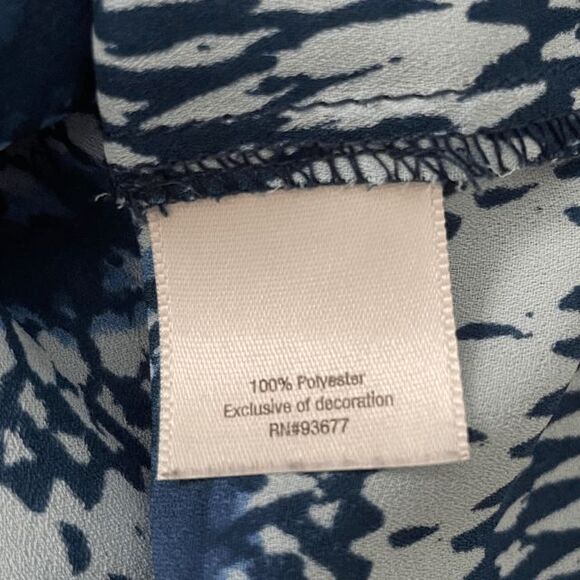 100% Polyester
Exclusive of decoration
RN#93677